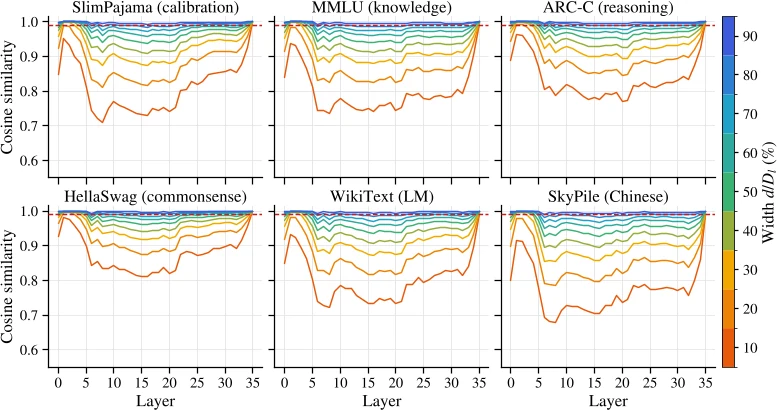 SlimPajama (calibration)
MMLU (knowledge)
ARC-C (reasoning)
Cosine similarity
1.0
0.9
0.8
0.7
0.6
HellaSwag (commonsense)
WikiText (LM)
SkyPile (Chinese)
Cosine similarity
1.0
0.9
0.8
0.7
0.6
0 5 10 15 20 25 30 35
0 5 10 15 20 25 30 35
0 5 10 15 20 25 30 35
Layer
Layer
Layer
90
80
70
60
50
40
30
20
10
Width d/D_l (%)